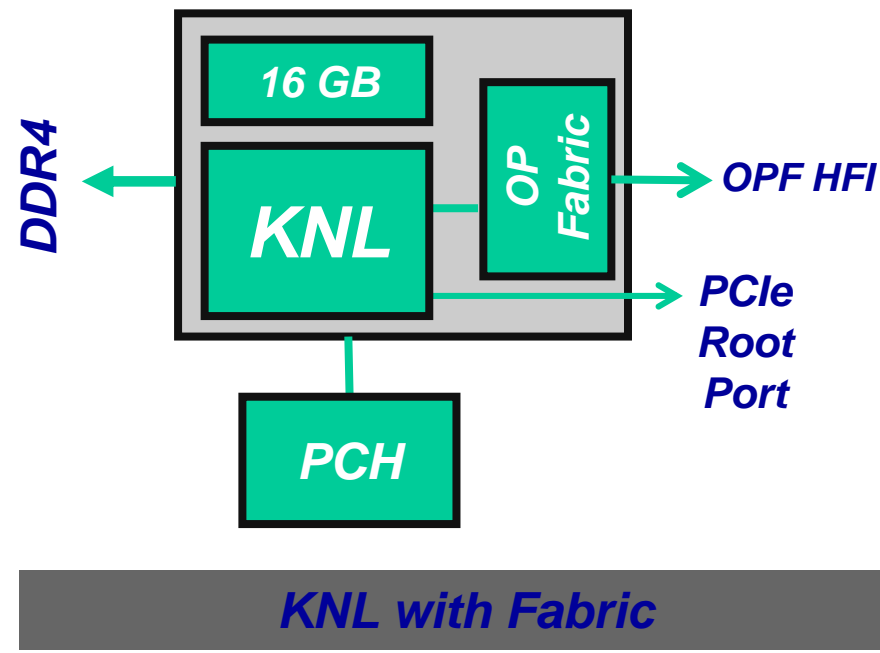 16 GB
DDR4
KNL
OP
Fabric
OPF HFI
PCIe
Root
Port
PCH
KNL with Fabric